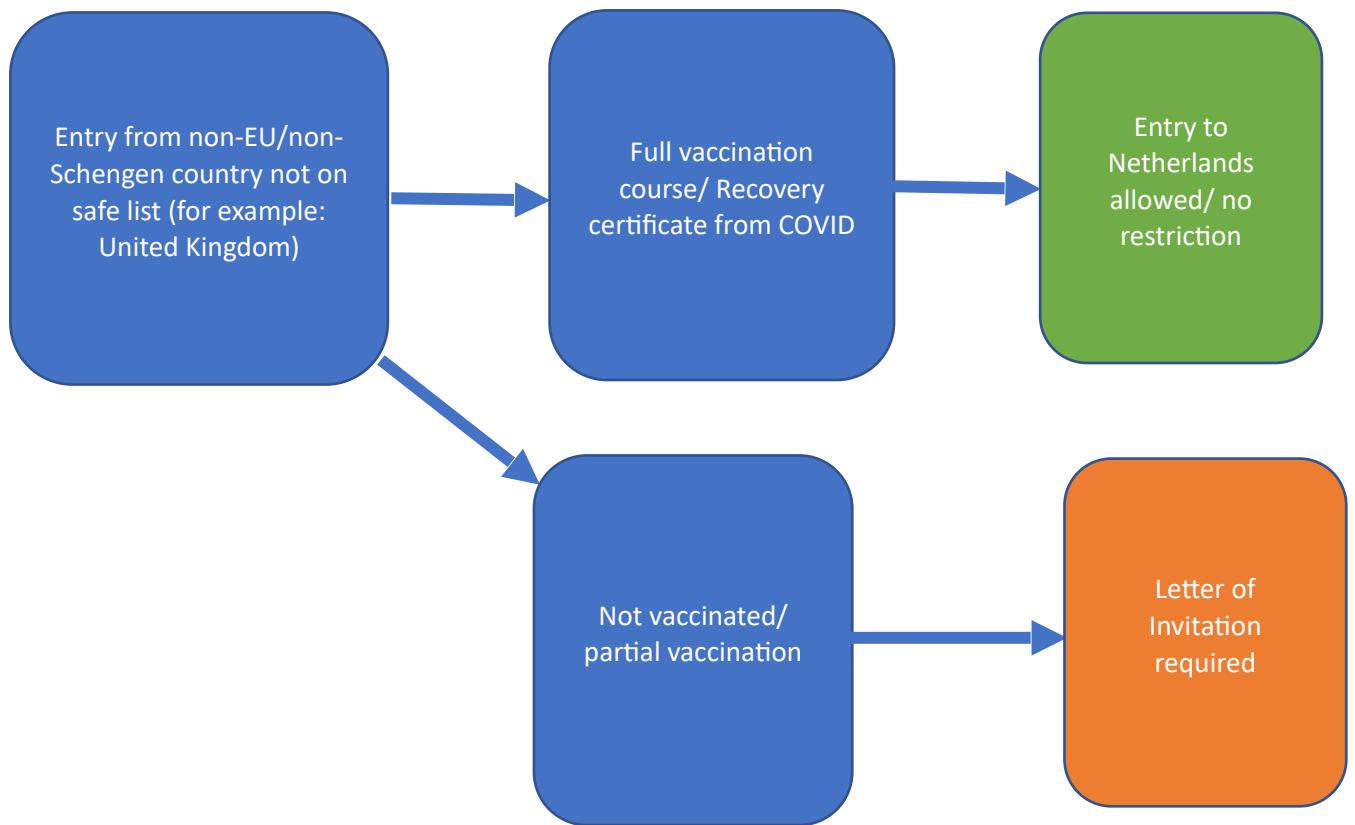 Entry from non-EU/non-
Schengen country not on
safe list (for example:
United Kingdom)
Full vaccination
course/ Recovery
certificate from COVID
Entry to
Netherlands
allowed/ no
restriction
Not vaccinated/
partial vaccination
Letter of
Invitation
required